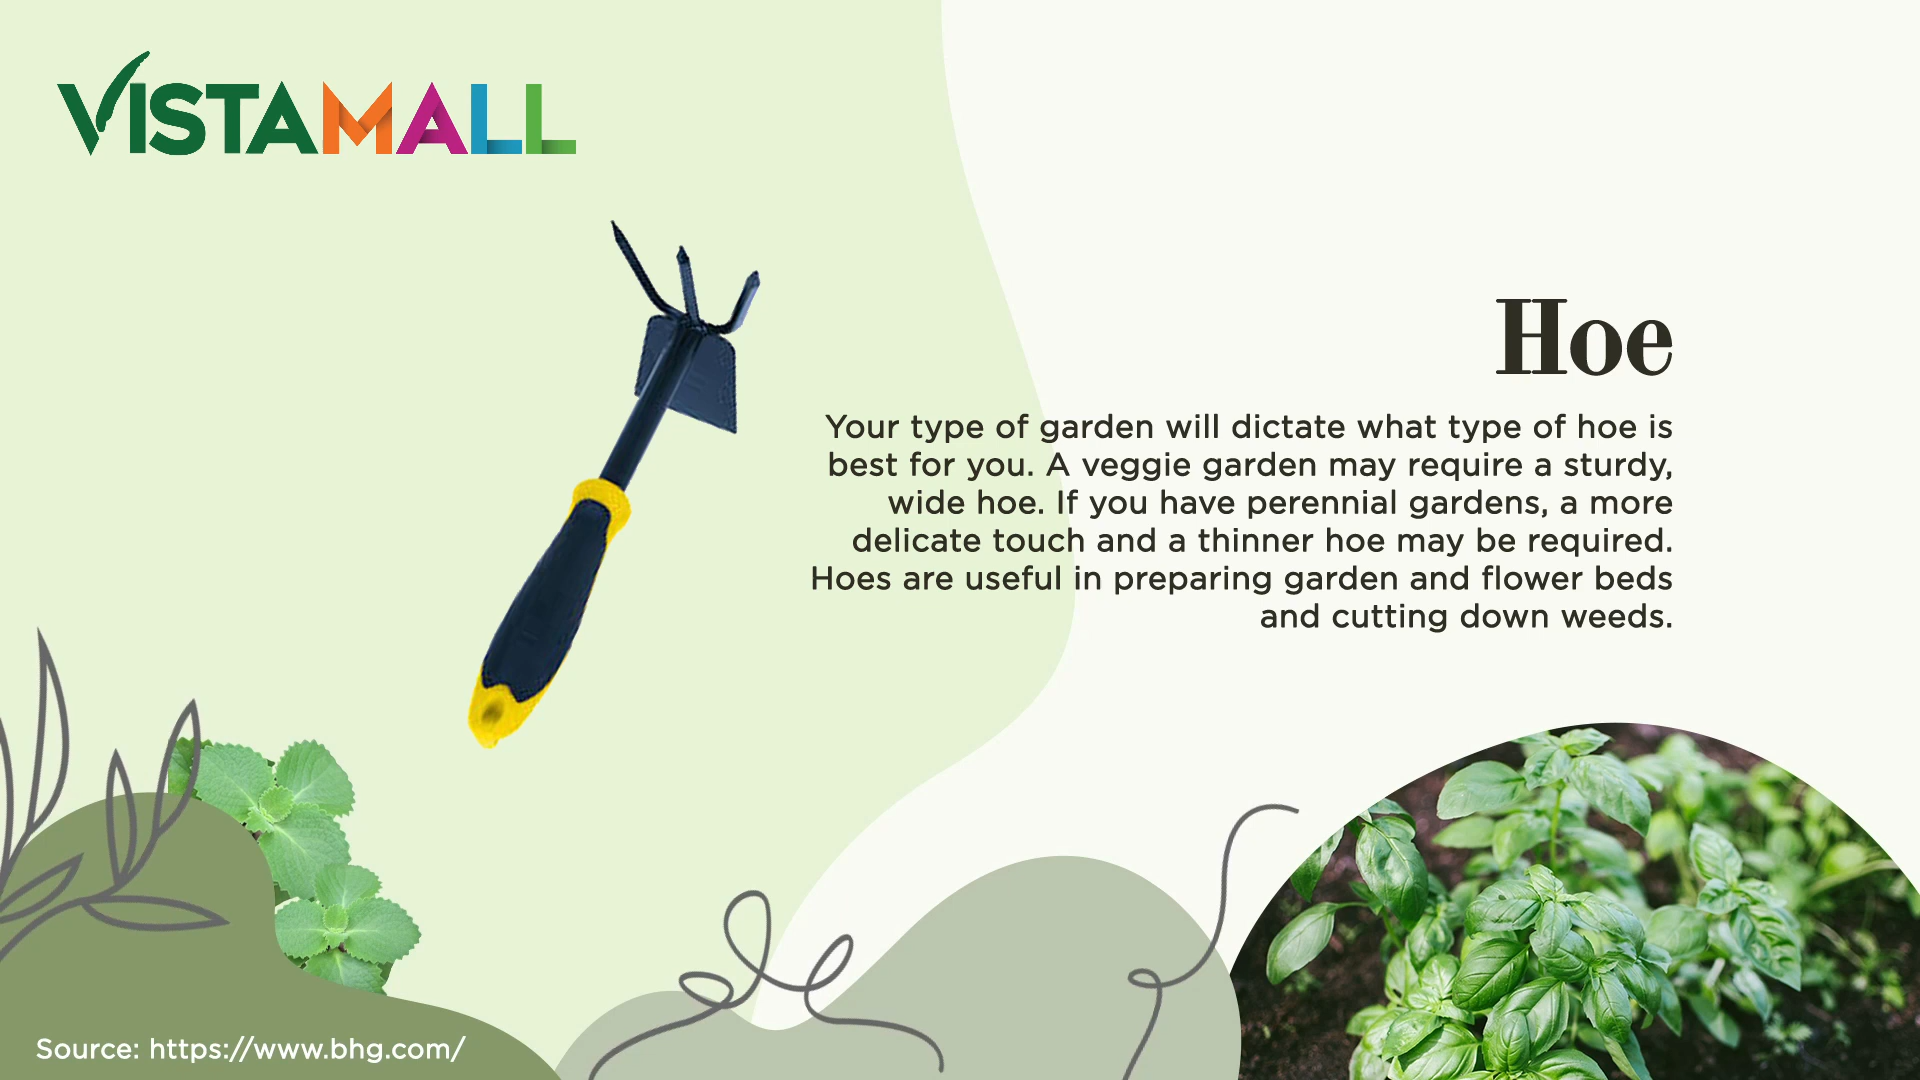 VISTAMALL
Hoe
Your type of garden will dictate what type of hoe is
best for you. A veggie garden may require a sturdy,
wide hoe. If you have perennial gardens, a more
delicate touch and a thinner hoe may be required.
Hoes are useful in preparing garden and flower beds
and cutting down weeds.
Source: https://www.bhg.com/